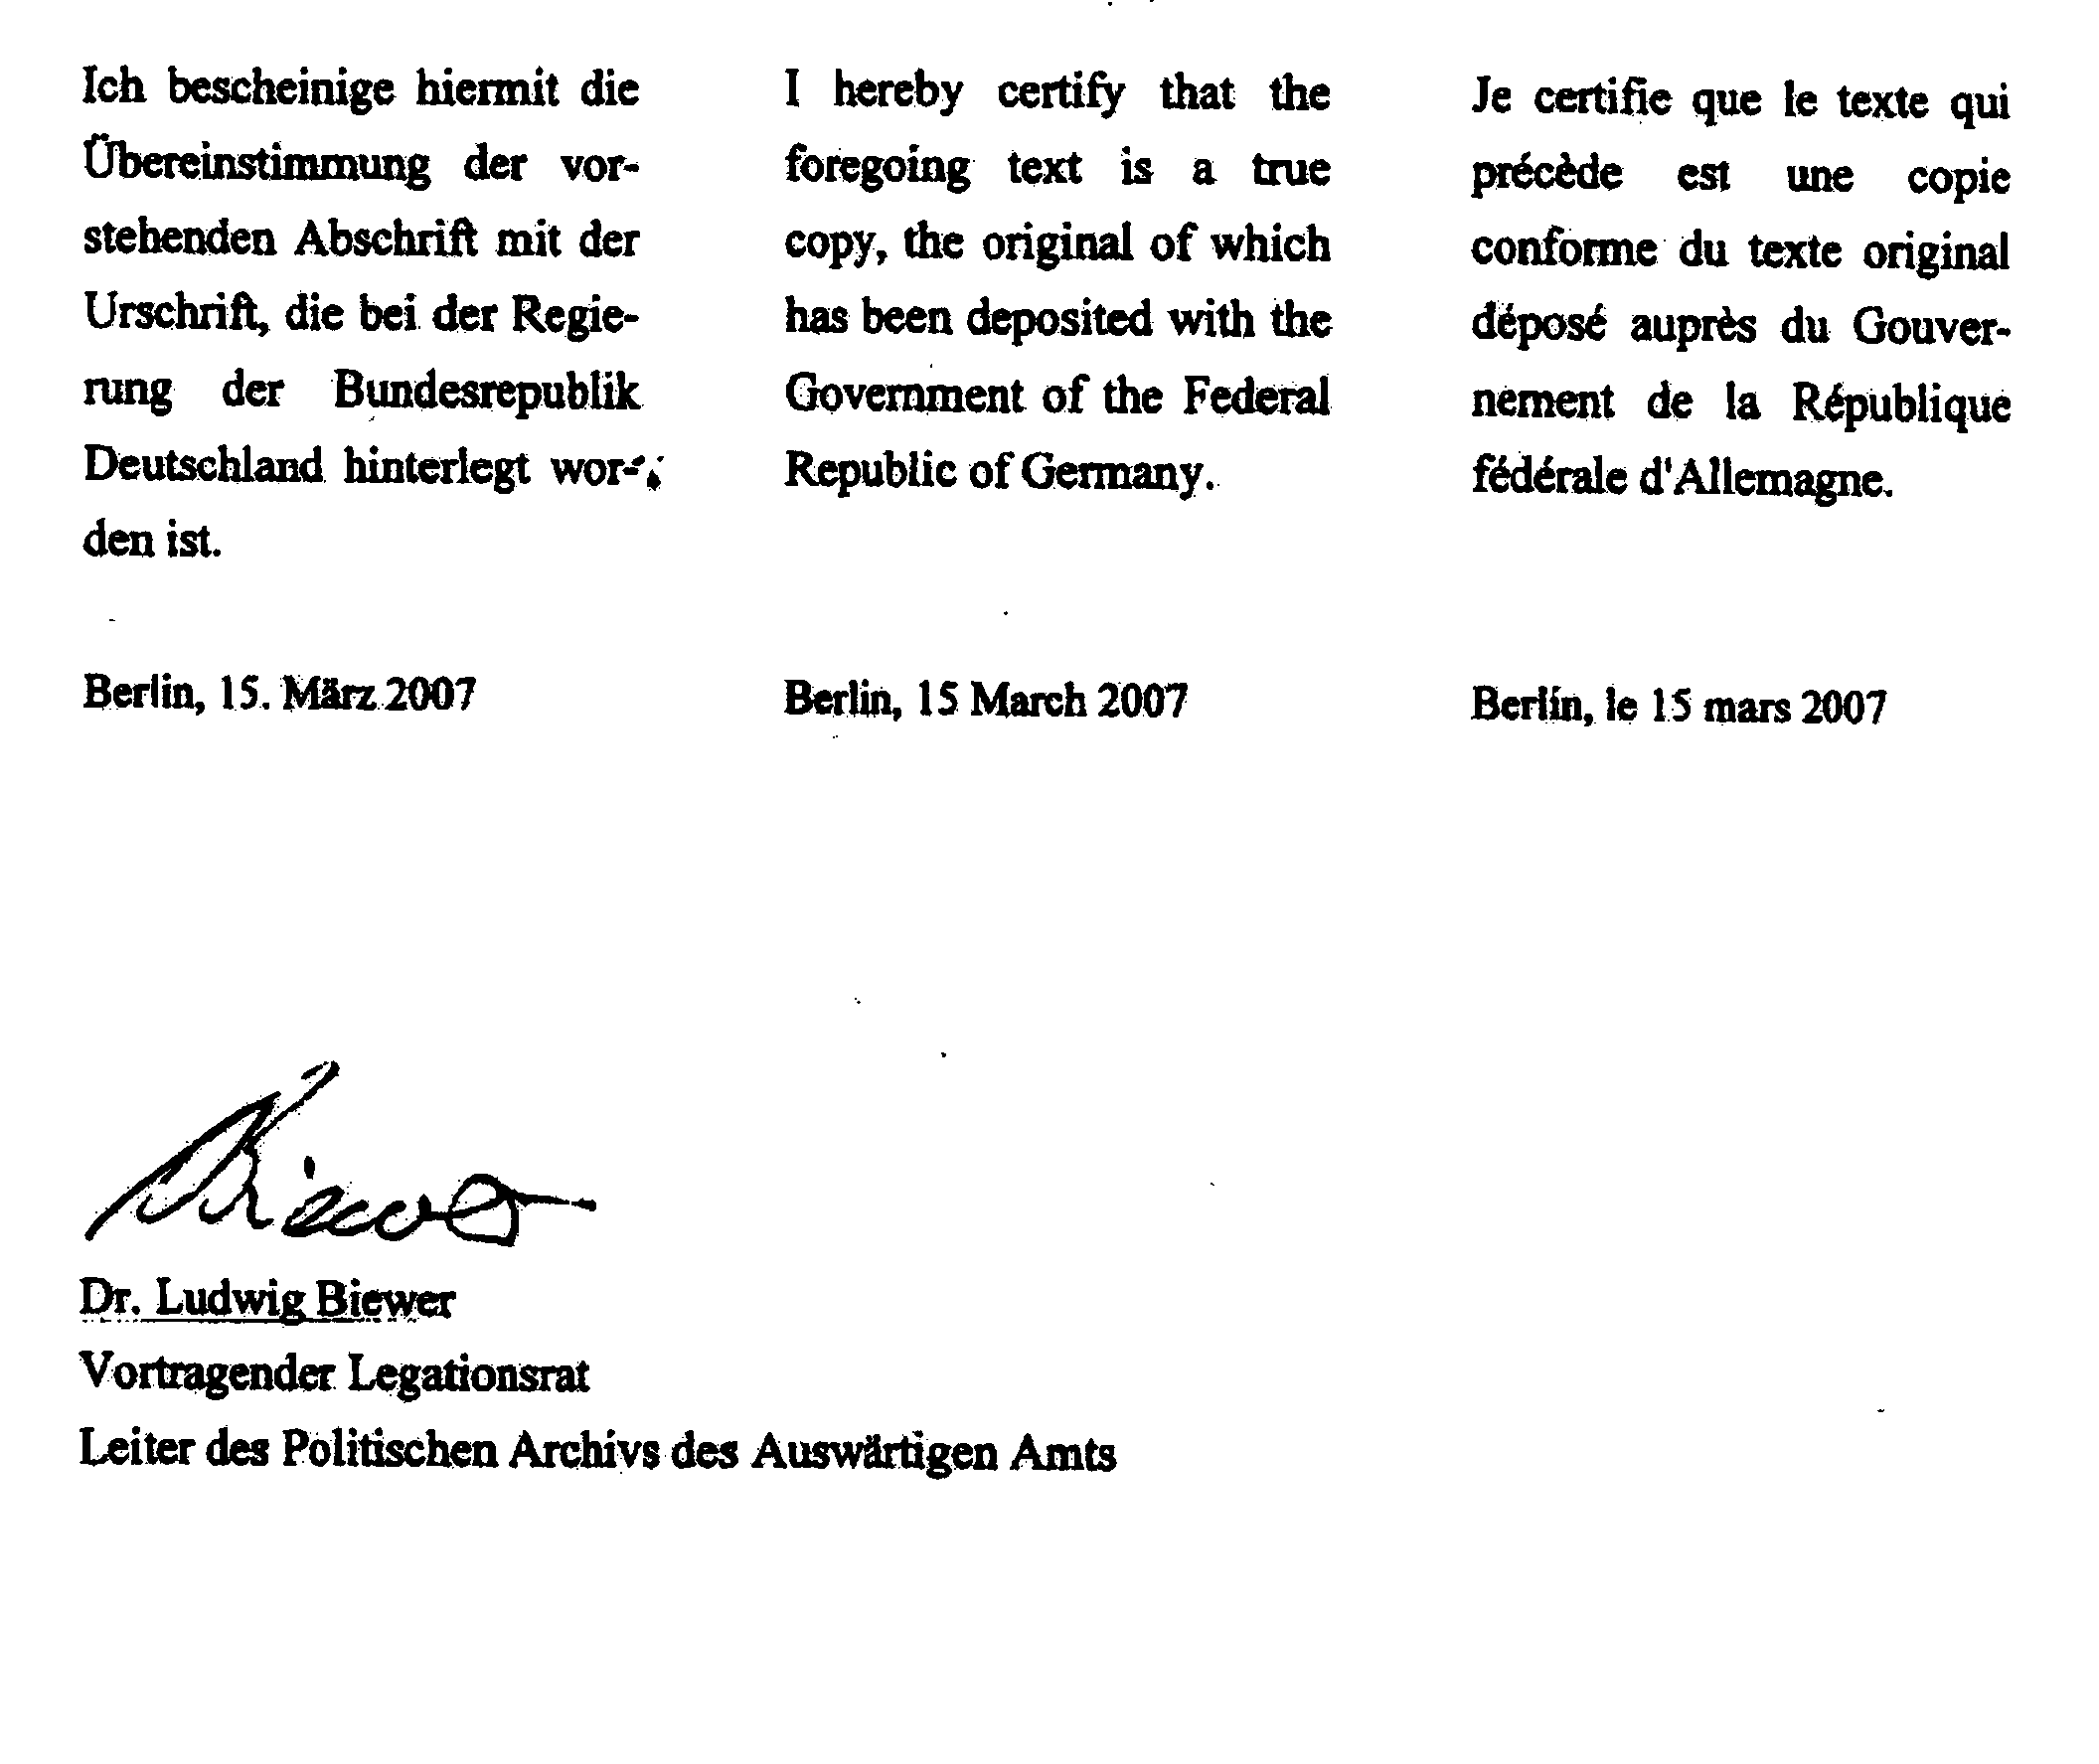 Ich bescheinige hiermit die
Übereinstimmung der vor-
stehenden Abschrift mit der
Urschrift, die bei der Regie-
rung der Bundesrepublik
Deutschland hinterlegt wor-
den ist.
Berlin, 15. März 2007
I hereby certify that the
foregoing text is a true
copy, the original of which
has been deposited with the
Government of the Federal
Republic of Germany.
Berlin, 15 March 2007
Je certifie que le texte qui
précède est une copie
conforme du texte original
déposé auprès du Gouver-
nement de la République
fédérale d'Allemagne.
Berlin, le 15 mars 2007
Biewer
Dr. Ludwig Biewer
Vortragender Legationsrat
Leiter des Politischen Archivs des Auswärtigen Amts